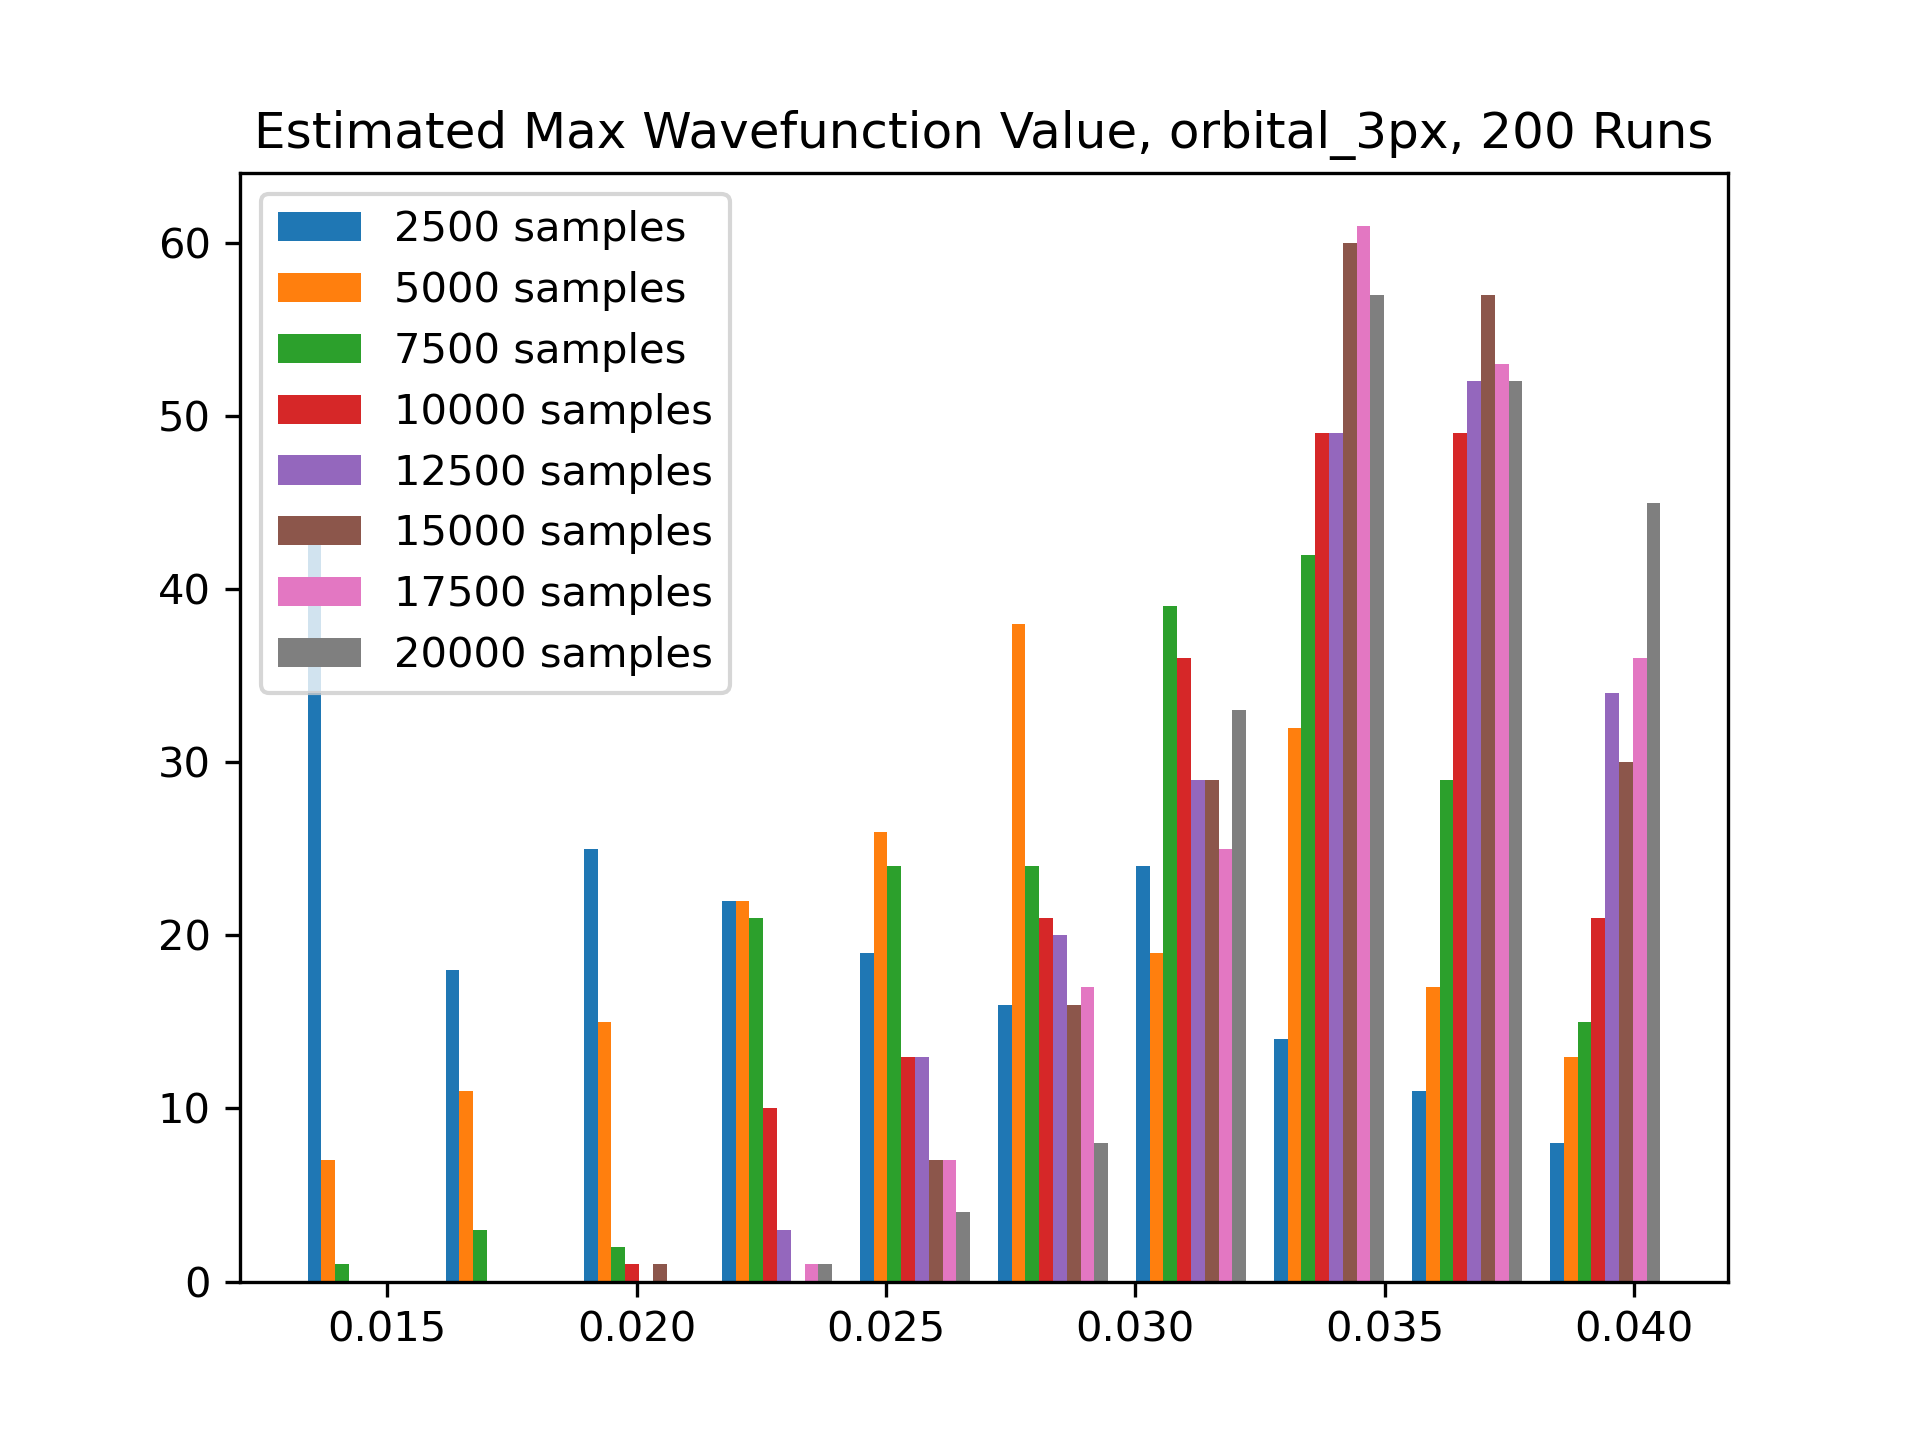 Estimated Max Wavefunction Value, orbital_3px, 200 Runs
2500 samples
5000 samples
7500 samples
10000 samples
12500 samples
15000 samples
17500 samples
20000 samples
60
50
40
30
20
10
0
0.015 0.020 0.025 0.030 0.035 0.040